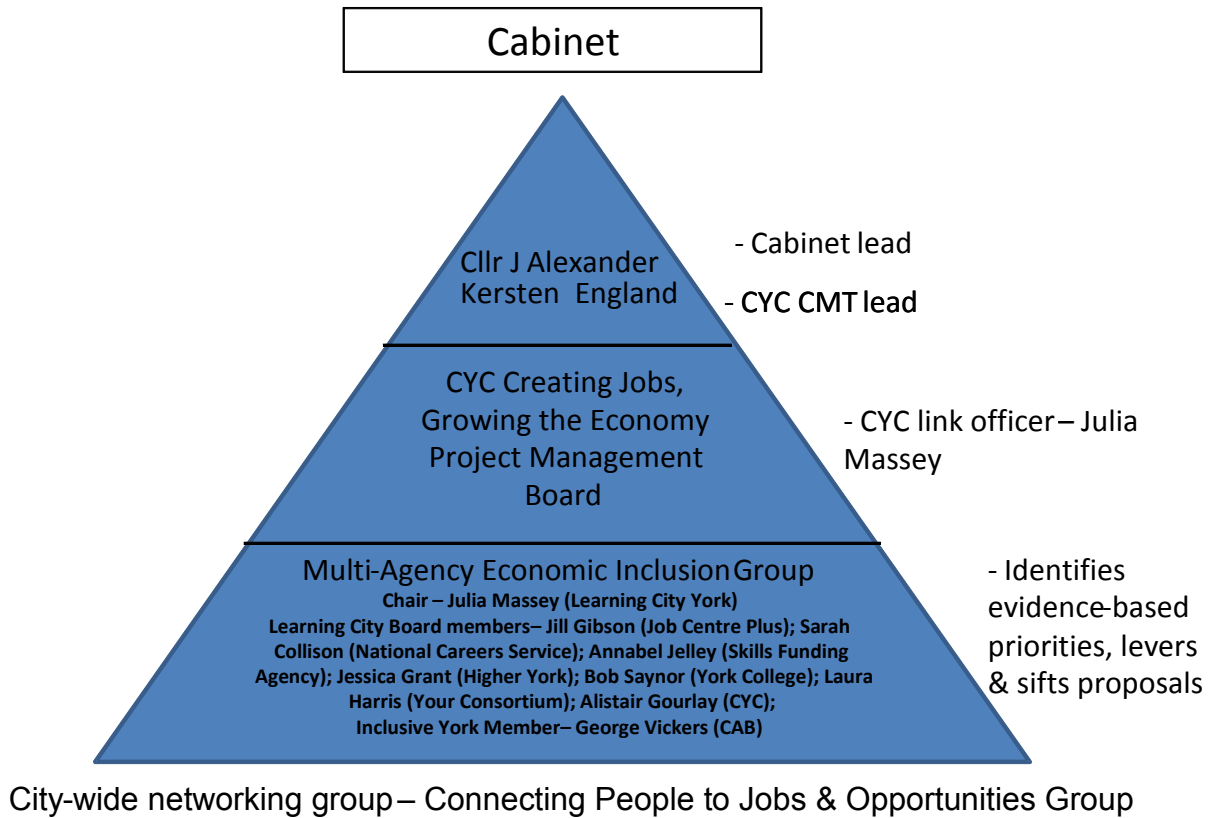 Cabinet
Cllr J Alexander
Kersten England
- Cabinet lead
- CYC CMT lead
CYC Creating Jobs,
Growing the Economy
Project Management
Board
- CYC link officer – Julia
Massey
Multi-Agency Economic Inclusion Group
Chair – Julia Massey (Learning City York)
Learning City Board members– Jill Gibson (Job Centre Plus); Sarah
Collison (National Careers Service); Annabel Jelley (Skills Funding
Agency); Jessica Grant (Higher York); Bob Saynor (York College); Laura
Harris (Your Consortium); Alistair Gourlay (CYC);
Inclusive York Member– George Vickers (CAB)
- Identifies
evidence-based
priorities, levers
& sifts proposals
City-wide networking group – Connecting People to Jobs & Opportunities Group